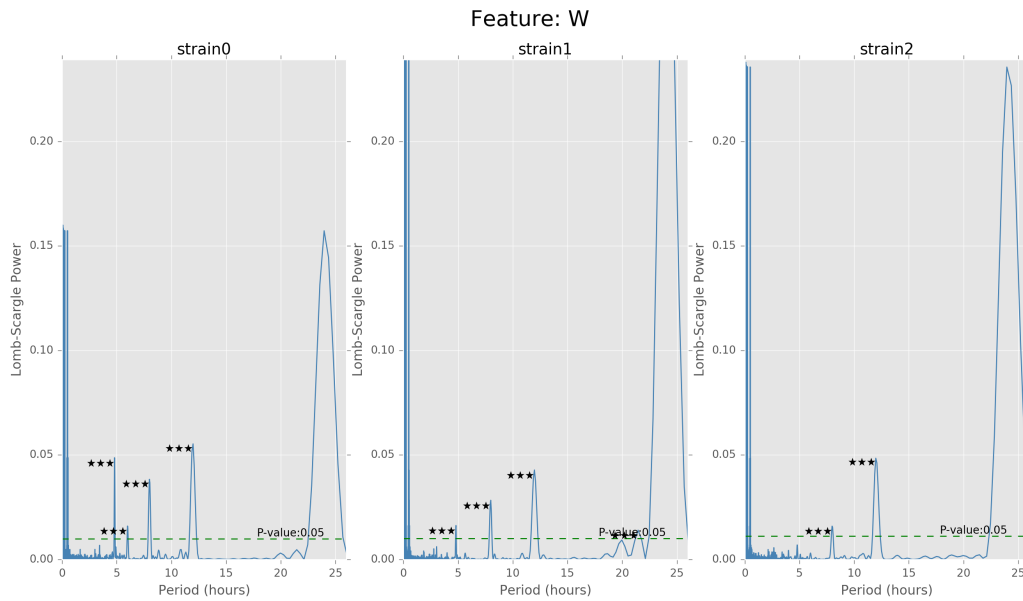 Feature: W
strain0
strain1
strain2
Lomb-Scargle Power
0.20
0.15
0.10
0.05
0.00
★★★
★★★
★★★
★★★
P-value:0.05
0 5 10 15 20 25
Period (hours)
Lomb-Scargle Power
0.20
0.15
0.10
0.05
0.00
★★★
★★★
★★★
★★★
P-value:0.05
0 5 10 15 20 25
Period (hours)
Lomb-Scargle Power
0.20
0.15
0.10
0.05
0.00
★★★
★★★
P-value:0.05
0 5 10 15 20 25
Period (hours)